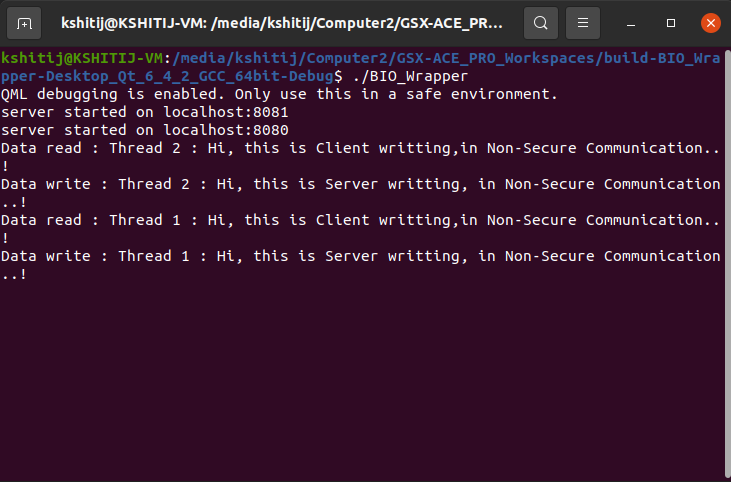 kshitij@KSHITIJ-VM: /media/kshitij/Computer2/GSX-ACE_PR...
kshitij@KSHITIJ-VM:/media/kshitij/Computer2/GSX-ACE_PRO_Workspaces/build-BIO_Wra
pper-Desktop_Qt_6_4_2_GCC_64bit-Debug$ ./BIO_Wrapper
QML debugging is enabled. Only use this in a safe environment.
server started on localhost:8081
server started on localhost:8080
Data read : Thread 2 : Hi, this is Client writting,in Non-Secure Communication..
!
Data write : Thread 2 : Hi, this is Server writting, in Non-Secure Communication
..!
Data read : Thread 1 : Hi, this is Client writting,in Non-Secure Communication..
!
Data write : Thread 1 : Hi, this is Server writting, in Non-Secure Communication
..!